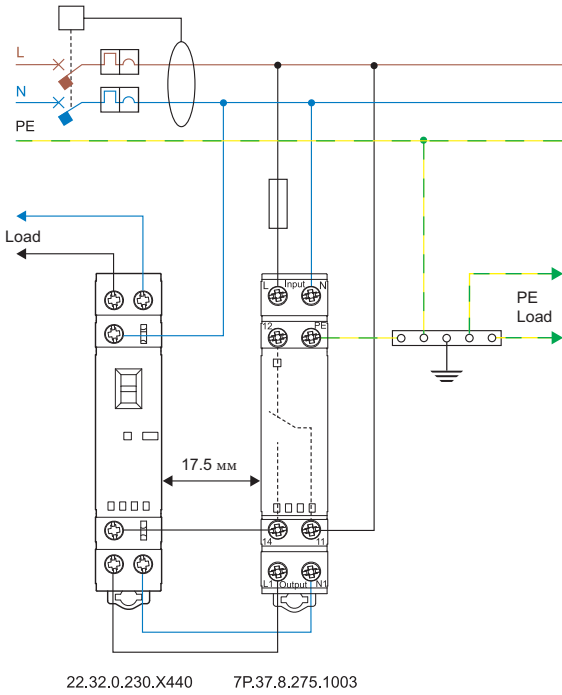 L
N
PE
Load
L Input N
12 PE
PE
Load
17.5 мм
14 11
L1 Output N1
22.32.0.230.X440 7P.37.8.275.1003